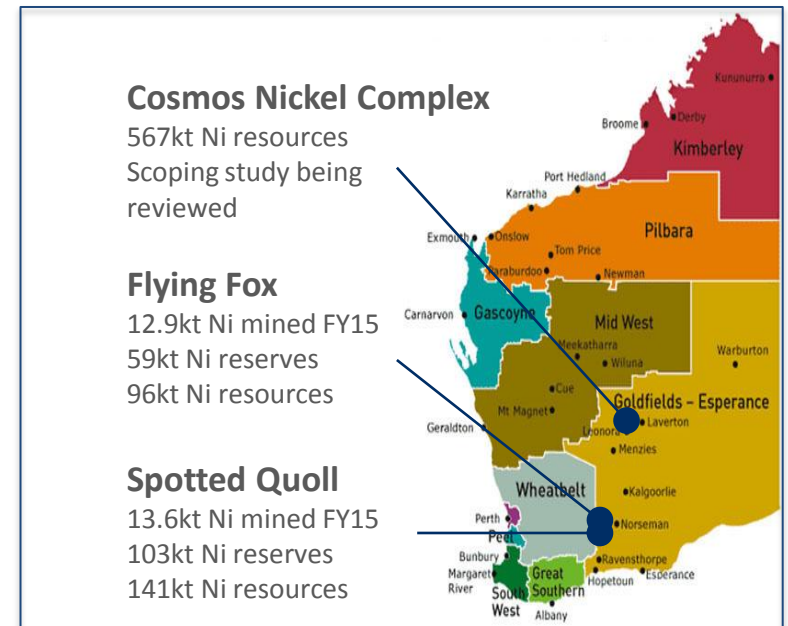 Cosmos Nickel Complex
567kt Ni resources
Scoping study being
reviewed
Flying Fox
12.9kt Ni mined FY15
59kt Ni reserves
96kt Ni resources
Spotted Quoll
13.6kt Ni mined FY15
103kt Ni reserves
141kt Ni resources
Kununurra
Derby
Broome
Kimberley
Port Hedland
Karratha
Pilbara
Exmouth
Onslow
Tom Price
Paraburdoo
Newman
Carnarvon
Gascoyne
Mid West
Meekatharra
Wiluna
Warburton
Cue
Mt Magnet
Goldfields – Esperance
Geraldton
Leonora
Laverton
Menzies
Wheatbelt
Kalgoorlie
Perth
Norseman
Peel
Bunbury
Ravensthorpe
Margaret
River
Great
Southern
Hopetoun
Esperance
South
West
Albany